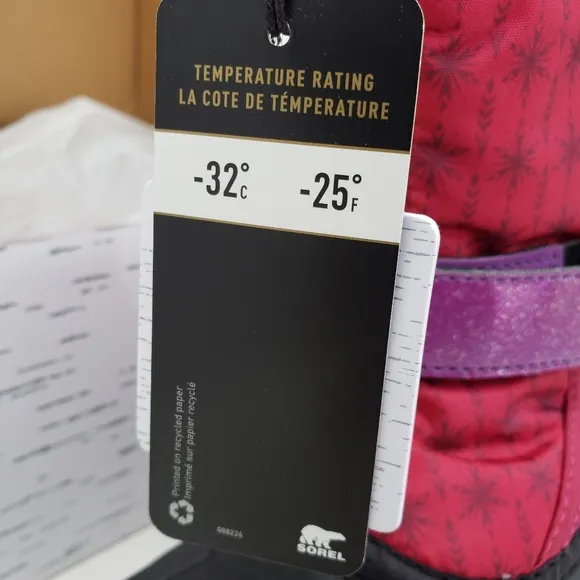 TEMPERATURE RATING
LA COTE DE TÉMPERATURE
-32°C
-25°F
Printed on recycled paper
Imprimé sur papier recyclé
088226
SOREL